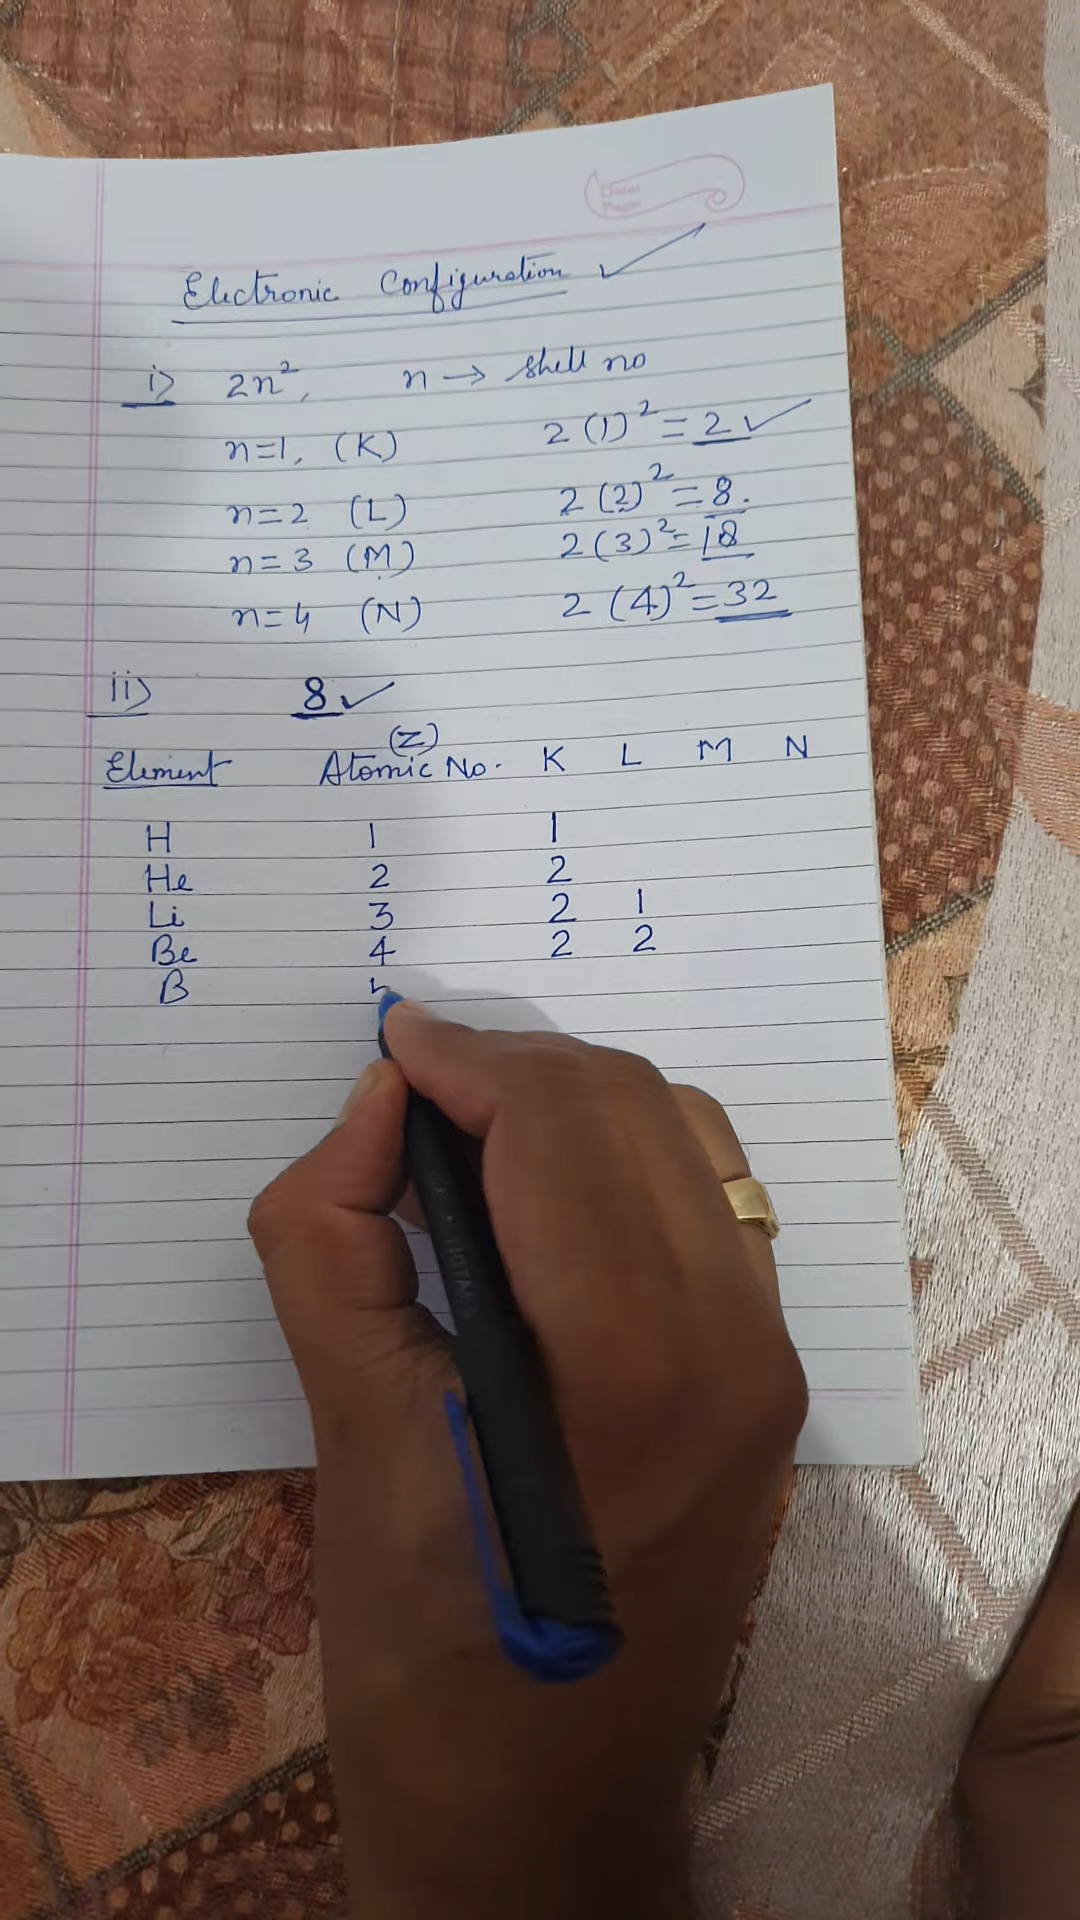 Date:
Page:
Electronic Configuration ✓
i) 2n², n → shell no
n=1, (K) 2 (1)² = 2 ✓
n=2 (L) 2 (2)² = 8.
n=3 (M) 2 (3)² = 18
n=4 (N) 2 (4)² = 32
ii) 8 ✓
(Z)
Element Atomic No. K L M N
H 1 1
He 2 2
Li 3 2 1
Be 4 2 2
B